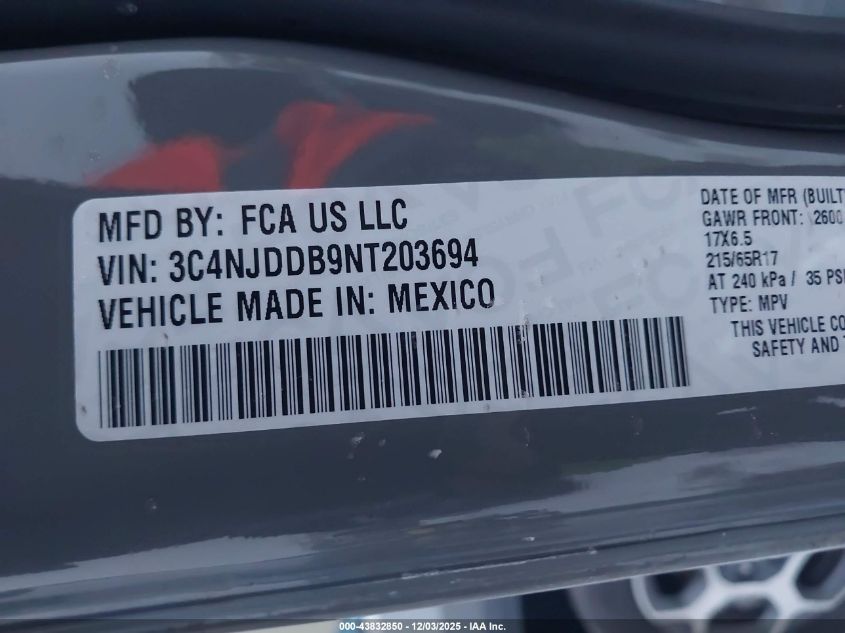 MFD BY: FCA US LLC
VIN: 3C4NJDDB9NT203694
VEHICLE MADE IN: MEXICO
DATE OF MFR (BUILT
GAWR FRONT: 2600
17X6.5
215/65R17
AT 240 kPa / 35 PSI
TYPE: MPV
THIS VEHICLE CO
SAFETY AND T
000-43832850 - 12/03/2025 - IAA Inc.